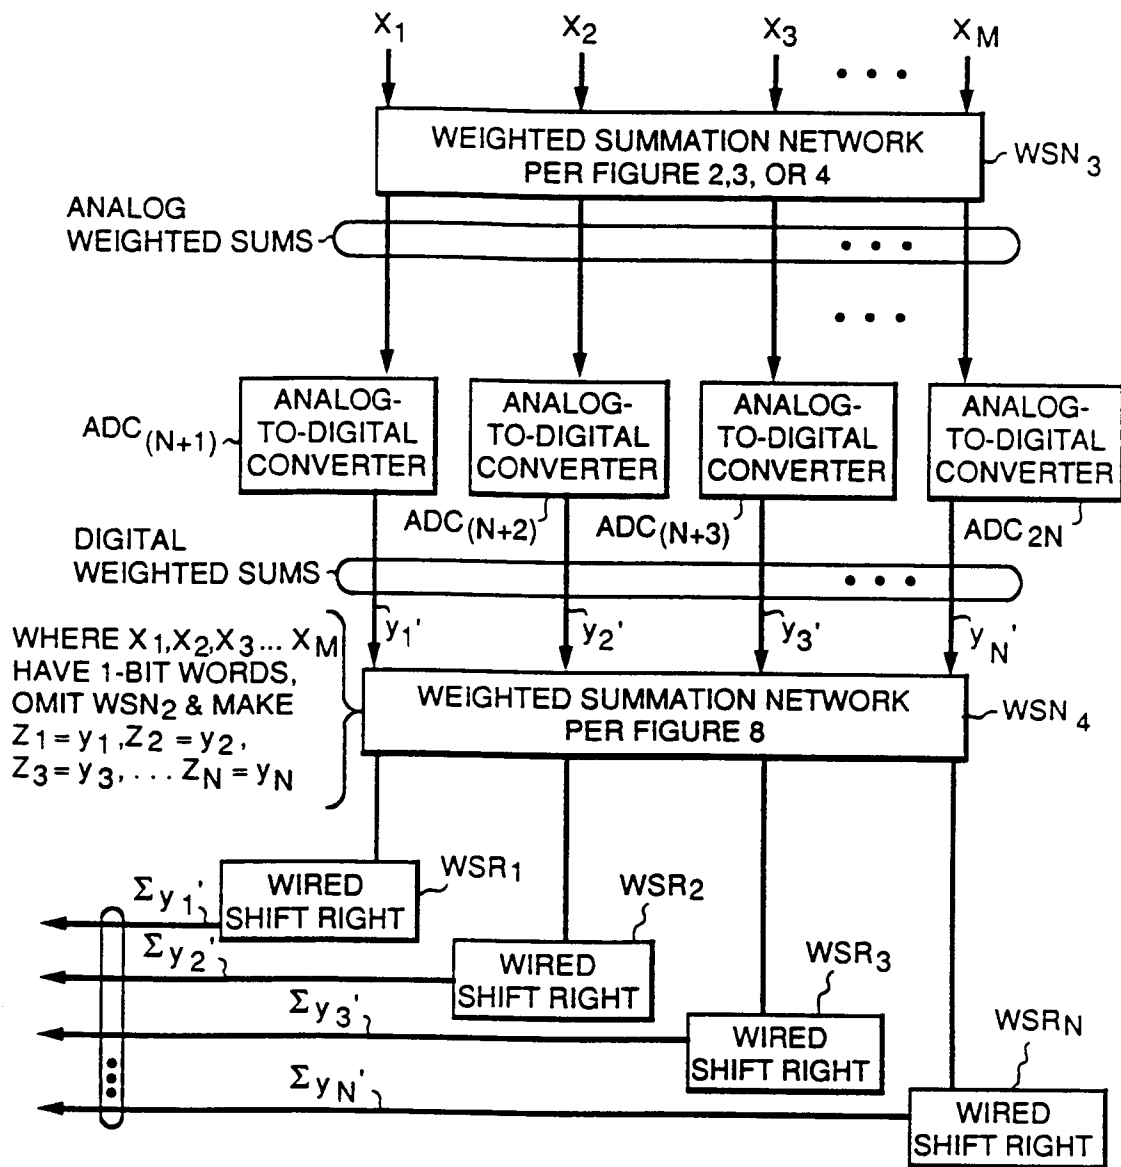 X1 X2 X3 XM
WEIGHTED SUMMATION NETWORK
PER FIGURE 2,3, OR 4
WSN3
ANALOG
WEIGHTED SUMS
ANALOG-
TO-DIGITAL
CONVERTER
ADC(N+1)
ANALOG-
TO-DIGITAL
CONVERTER
ADC(N+2)
ANALOG-
TO-DIGITAL
CONVERTER
ADC(N+3)
ANALOG-
TO-DIGITAL
CONVERTER
ADC2N
DIGITAL
WEIGHTED SUMS
y1' y2' y3' yN'
WHERE X1,X2,X3... XM
HAVE 1-BIT WORDS,
OMIT WSN2 & MAKE
Z1=y1,Z2=y2,
Z3=y3,...ZN=yN
WEIGHTED SUMMATION NETWORK
PER FIGURE 8
WSN4
WIRED
SHIFT RIGHT
WSR1
Σy1'
WIRED
SHIFT RIGHT
WSR2
Σy2'
WIRED
SHIFT RIGHT
WSR3
Σy3'
WIRED
SHIFT RIGHT
WSRN
ΣyN'